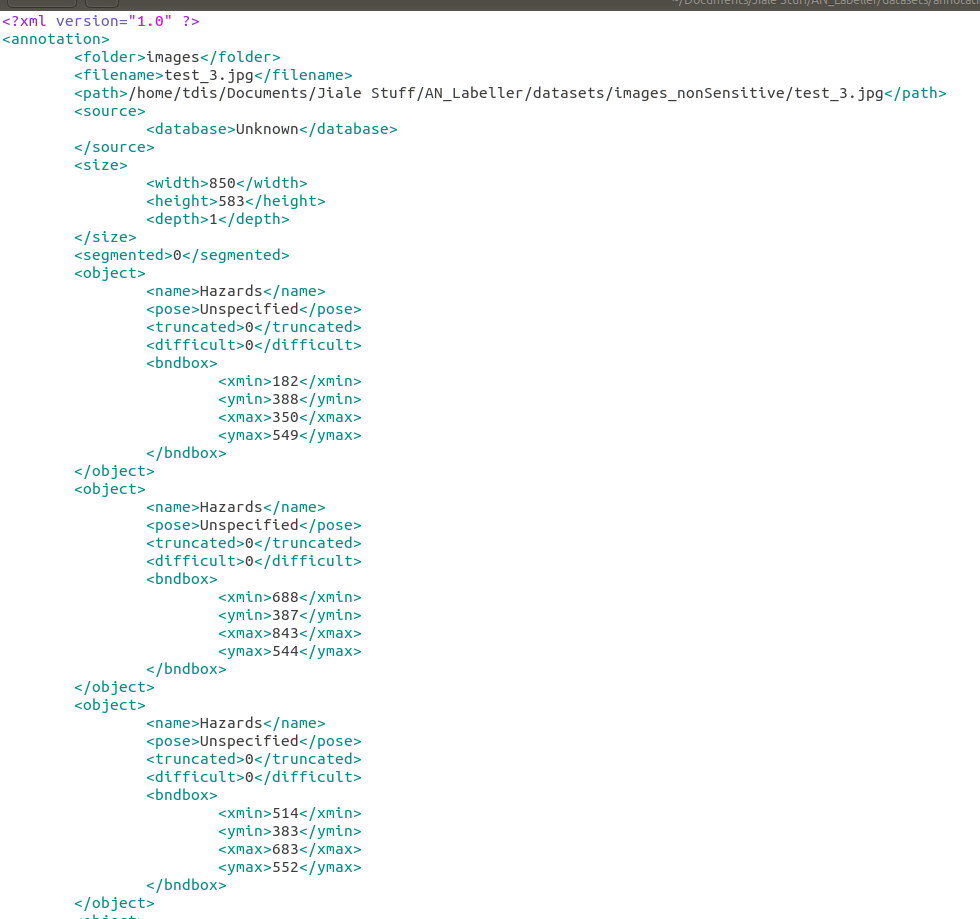 ~/Documents/Jiale Stuff/AN_Labeller/datasets/annotati
<?xml version="1.0" ?>
<annotation>
<folder>images</folder>
<filename>test_3.jpg</filename>
<path>/home/tdis/Documents/Jiale Stuff/AN_Labeller/datasets/images_nonSensitive/test_3.jpg</path>
<source>
<database>Unknown</database>
</source>
<size>
<width>850</width>
<height>583</height>
<depth>1</depth>
</size>
<segmented>0</segmented>
<object>
<name>Hazards</name>
<pose>Unspecified</pose>
<truncated>0</truncated>
<difficult>0</difficult>
<bndbox>
<xmin>182</xmin>
<ymin>388</ymin>
<xmax>350</xmax>
<ymax>549</ymax>
</bndbox>
</object>
<object>
<name>Hazards</name>
<pose>Unspecified</pose>
<truncated>0</truncated>
<difficult>0</difficult>
<bndbox>
<xmin>688</xmin>
<ymin>387</ymin>
<xmax>843</xmax>
<ymax>544</ymax>
</bndbox>
</object>
<object>
<name>Hazards</name>
<pose>Unspecified</pose>
<truncated>0</truncated>
<difficult>0</difficult>
<bndbox>
<xmin>514</xmin>
<ymin>383</ymin>
<xmax>683</xmax>
<ymax>552</ymax>
</bndbox>
</object>
<object>